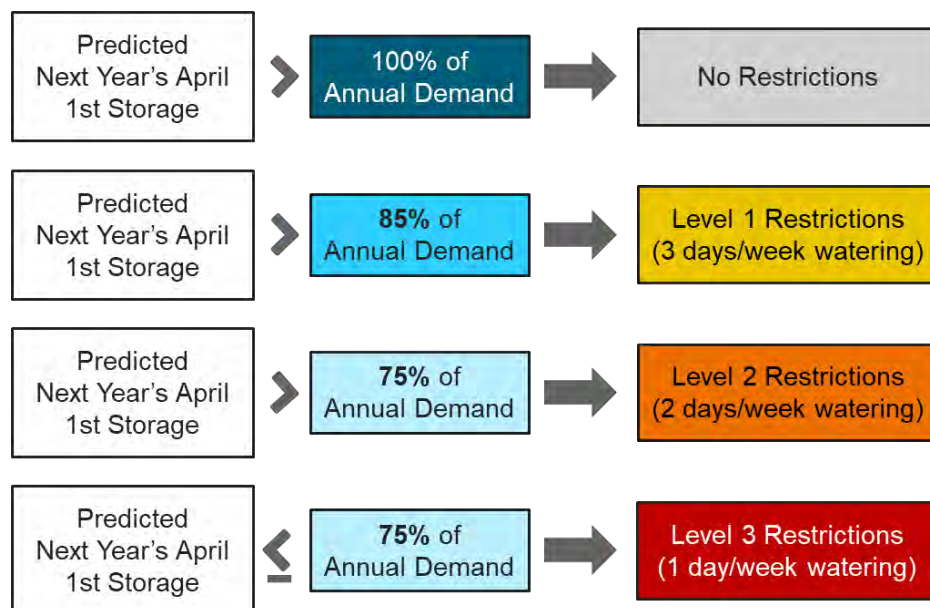 Predicted
Next Year's April
1st Storage
>
100% of
Annual Demand
No Restrictions
Predicted
Next Year's April
1st Storage
>
85% of
Annual Demand
Level 1 Restrictions
(3 days/week watering)
Predicted
Next Year's April
1st Storage
>
75% of
Annual Demand
Level 2 Restrictions
(2 days/week watering)
Predicted
Next Year's April
1st Storage
≤
75% of
Annual Demand
Level 3 Restrictions
(1 day/week watering)